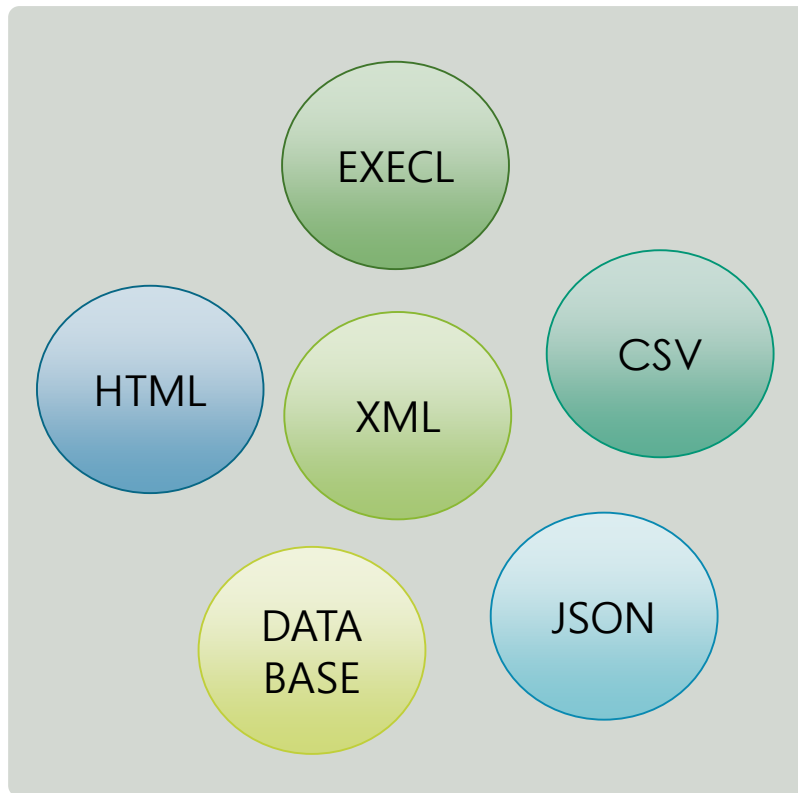 EXECL
CSV
HTML
XML
JSON
DATA
BASE